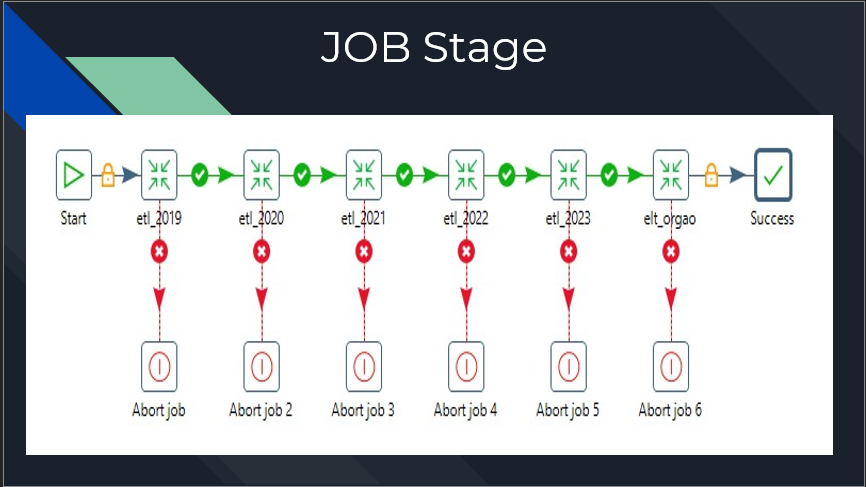 JOB Stage
Start etl_2019 etl_2020 etl_2021 etl_2022 etl_2023 elt_orgao Success
Abort job Abort job 2 Abort job 3 Abort job 4 Abort job 5 Abort job 6